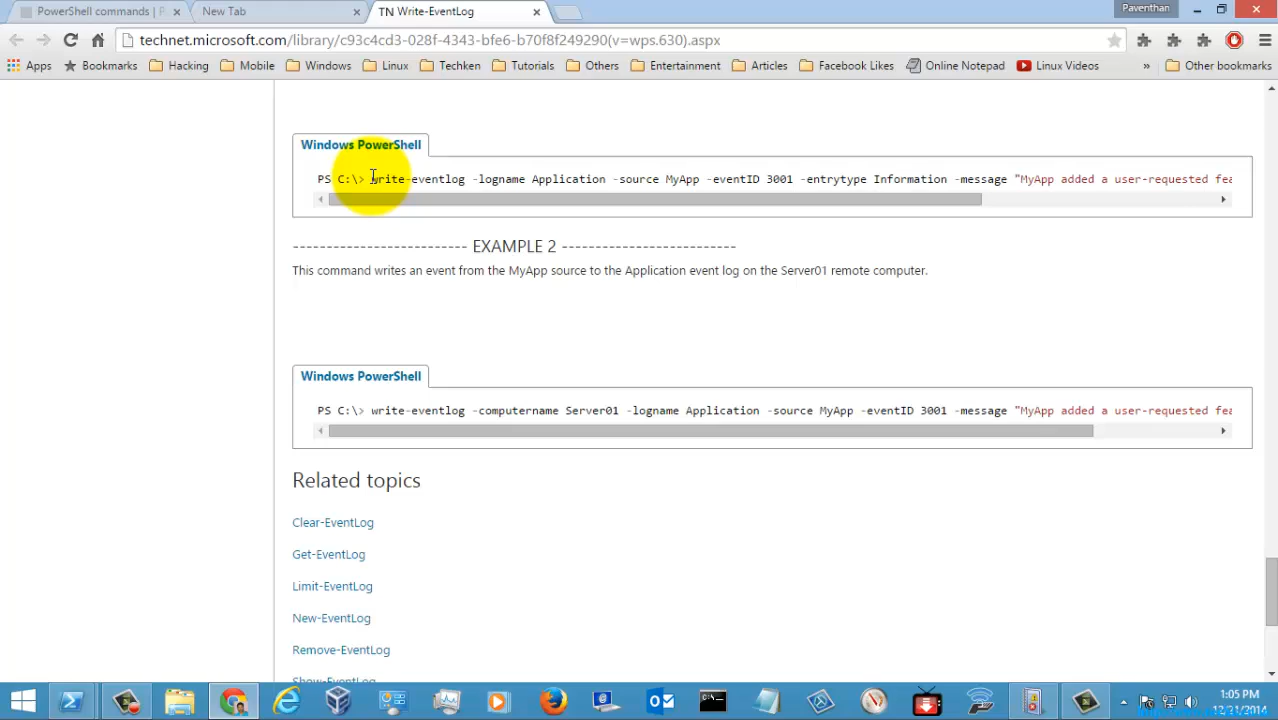 PowerShell commands | P
New Tab
TN Write-EventLog
Paventhan
technet.microsoft.com/library/c93c4cd3-028f-4343-bfe6-b70f8f249290(v=wps.630).aspx
Apps Bookmarks Hacking Mobile Windows Linux Techken Tutorials Others Entertainment Articles Facebook Likes Online Notepad Linux Videos » Other bookmarks
Windows PowerShell
PS C:\> write-eventlog -logname Application -source MyApp -eventID 3001 -entrytype Information -message "MyApp added a user-requested fea
------------------------- EXAMPLE 2 -------------------------
This command writes an event from the MyApp source to the Application event log on the Server01 remote computer.
Windows PowerShell
PS C:\> write-eventlog -computername Server01 -logname Application -source MyApp -eventID 3001 -message "MyApp added a user-requested fea
Related topics
Clear-EventLog
Get-EventLog
Limit-EventLog
New-EventLog
Remove-EventLog
Show-EventLog
1:05 PM
12/31/2014